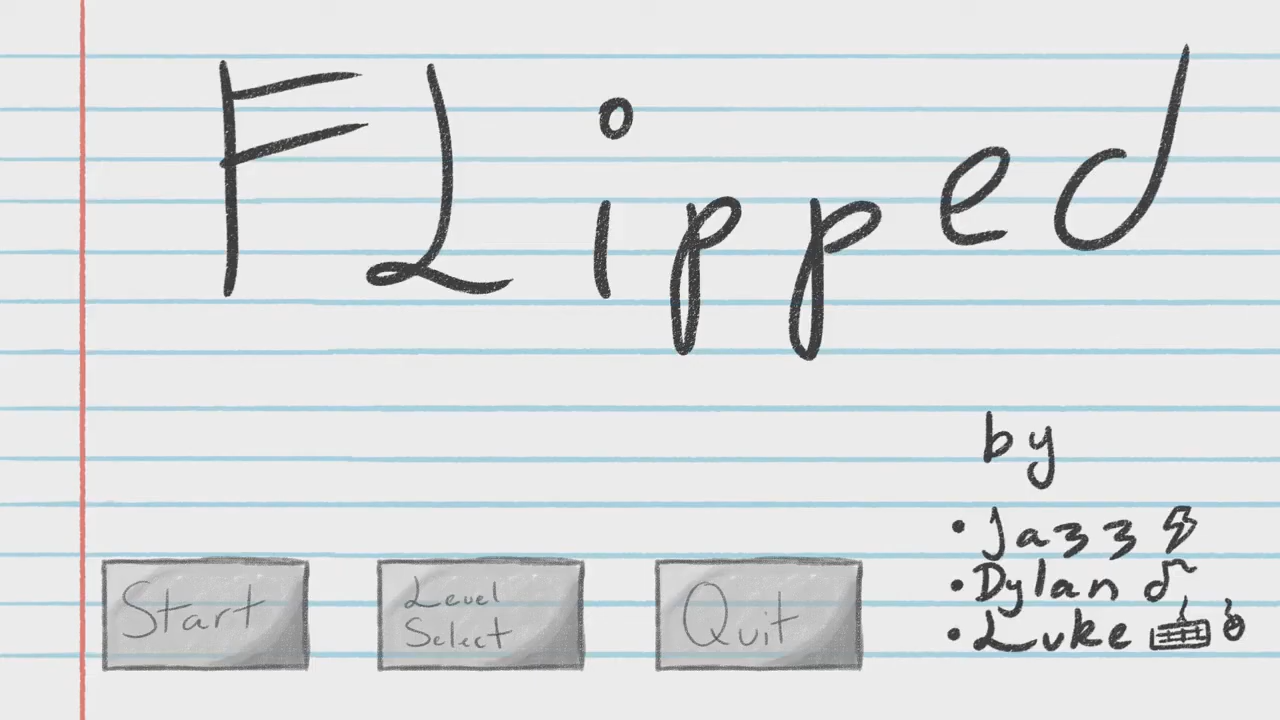 FLipped
by
• Jazz
• Dylan
• Luke
Start
Level
Select
Quit